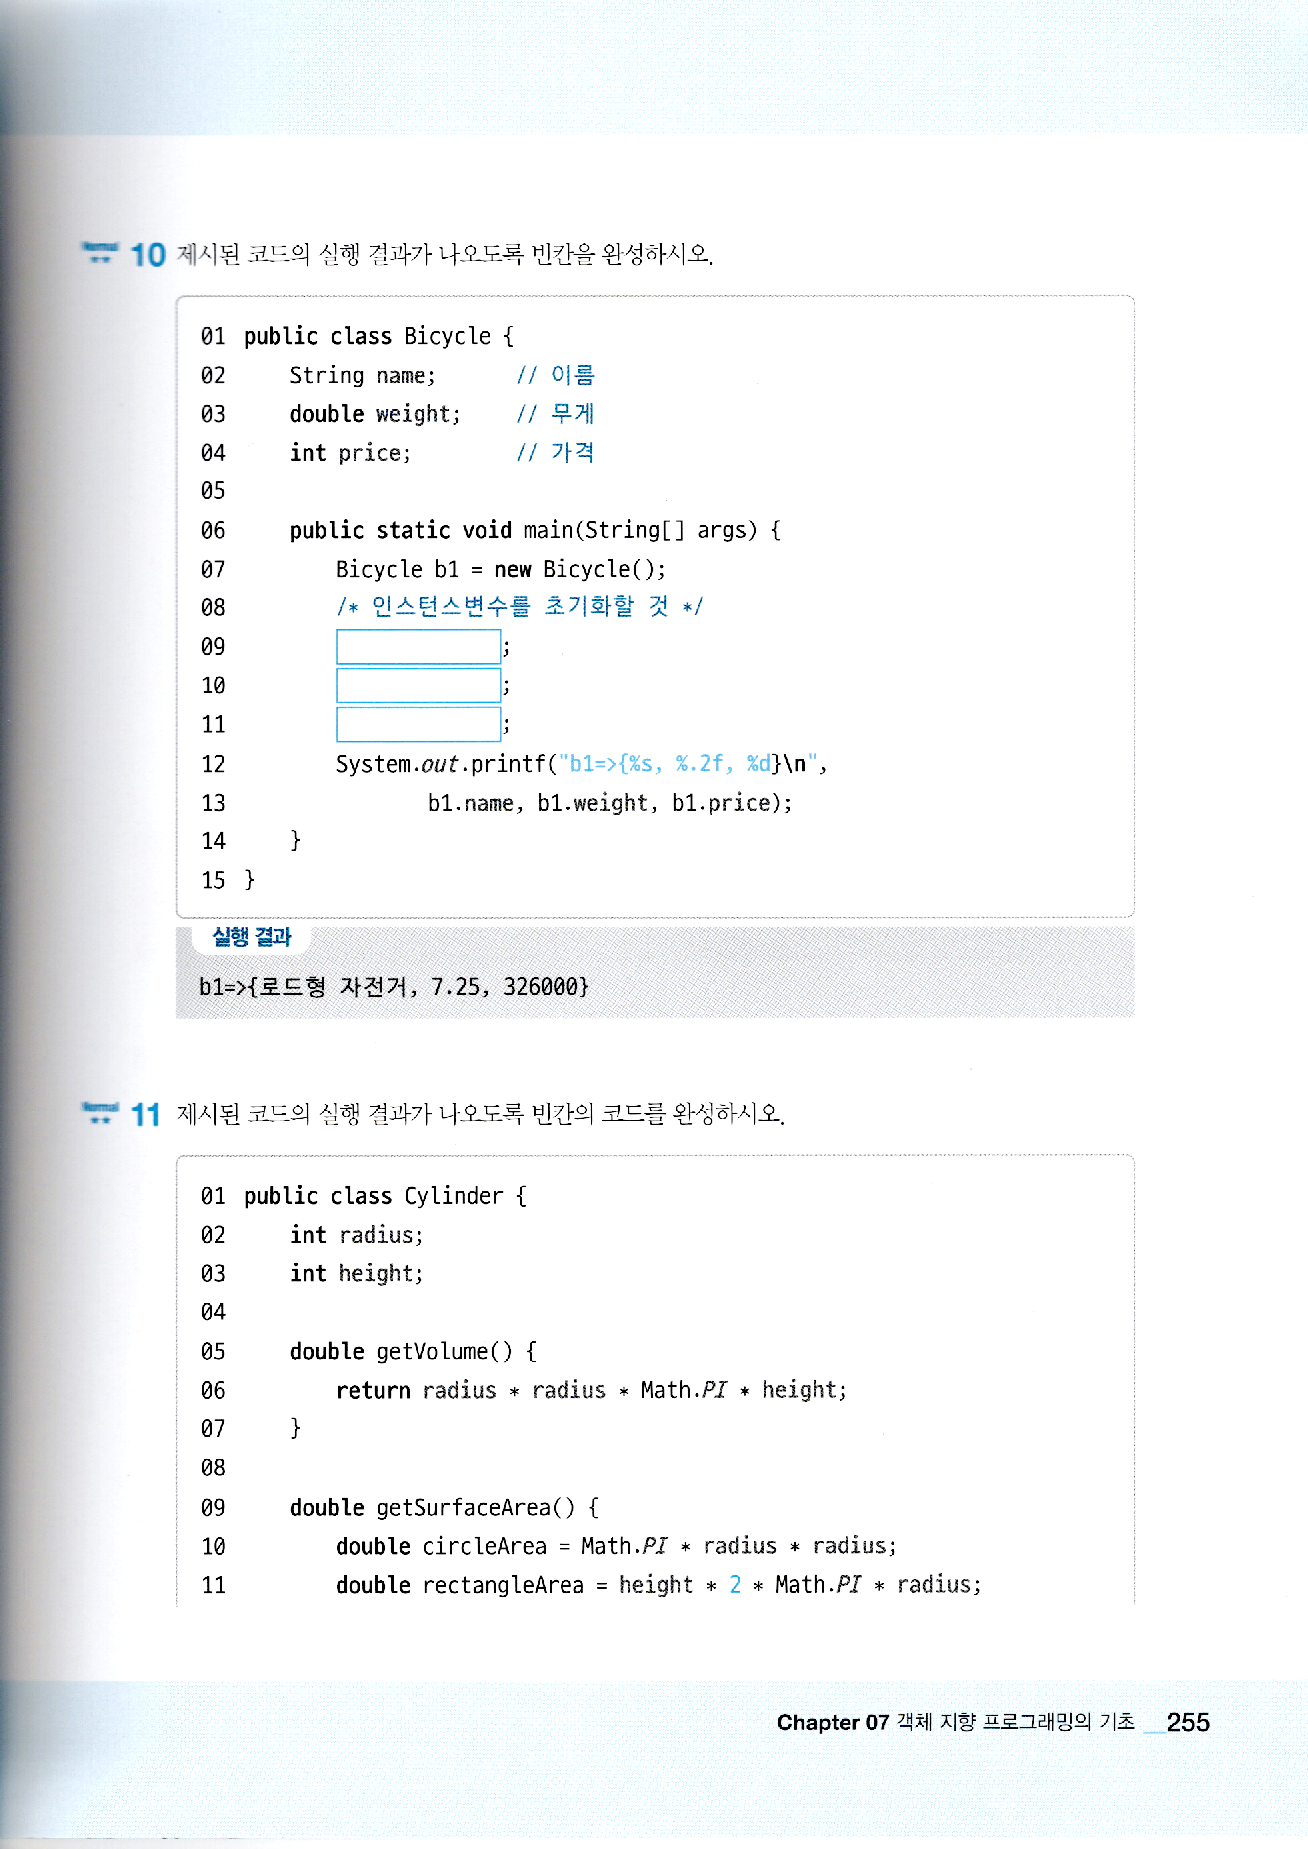 Normal
** 10 제시된 코드의 실행 결과가 나오도록 빈칸을 완성하시오.
01 public class Bicycle {
02 String name; // 이름
03 double weight; // 무게
04 int price; // 가격
05
06 public static void main(String[] args) {
07 Bicycle b1 = new Bicycle();
08 /* 인스턴스변수를 초기화할 것 */
09 ;
10 ;
11 ;
12 System.out.printf("b1=>{%s, %.2f, %d}\n",
13 b1.name, b1.weight, b1.price);
14 }
15 }
실행 결과
b1=>{로드형 자전거, 7.25, 326000}
Normal
** 11 제시된 코드의 실행 결과가 나오도록 빈칸의 코드를 완성하시오.
01 public class Cylinder {
02 int radius;
03 int height;
04
05 double getVolume() {
06 return radius * radius * Math.PI * height;
07 }
08
09 double getSurfaceArea() {
10 double circleArea = Math.PI * radius * radius;
11 double rectangleArea = height * 2 * Math.PI * radius;
Chapter 07 객체 지향 프로그래밍의 기초 255